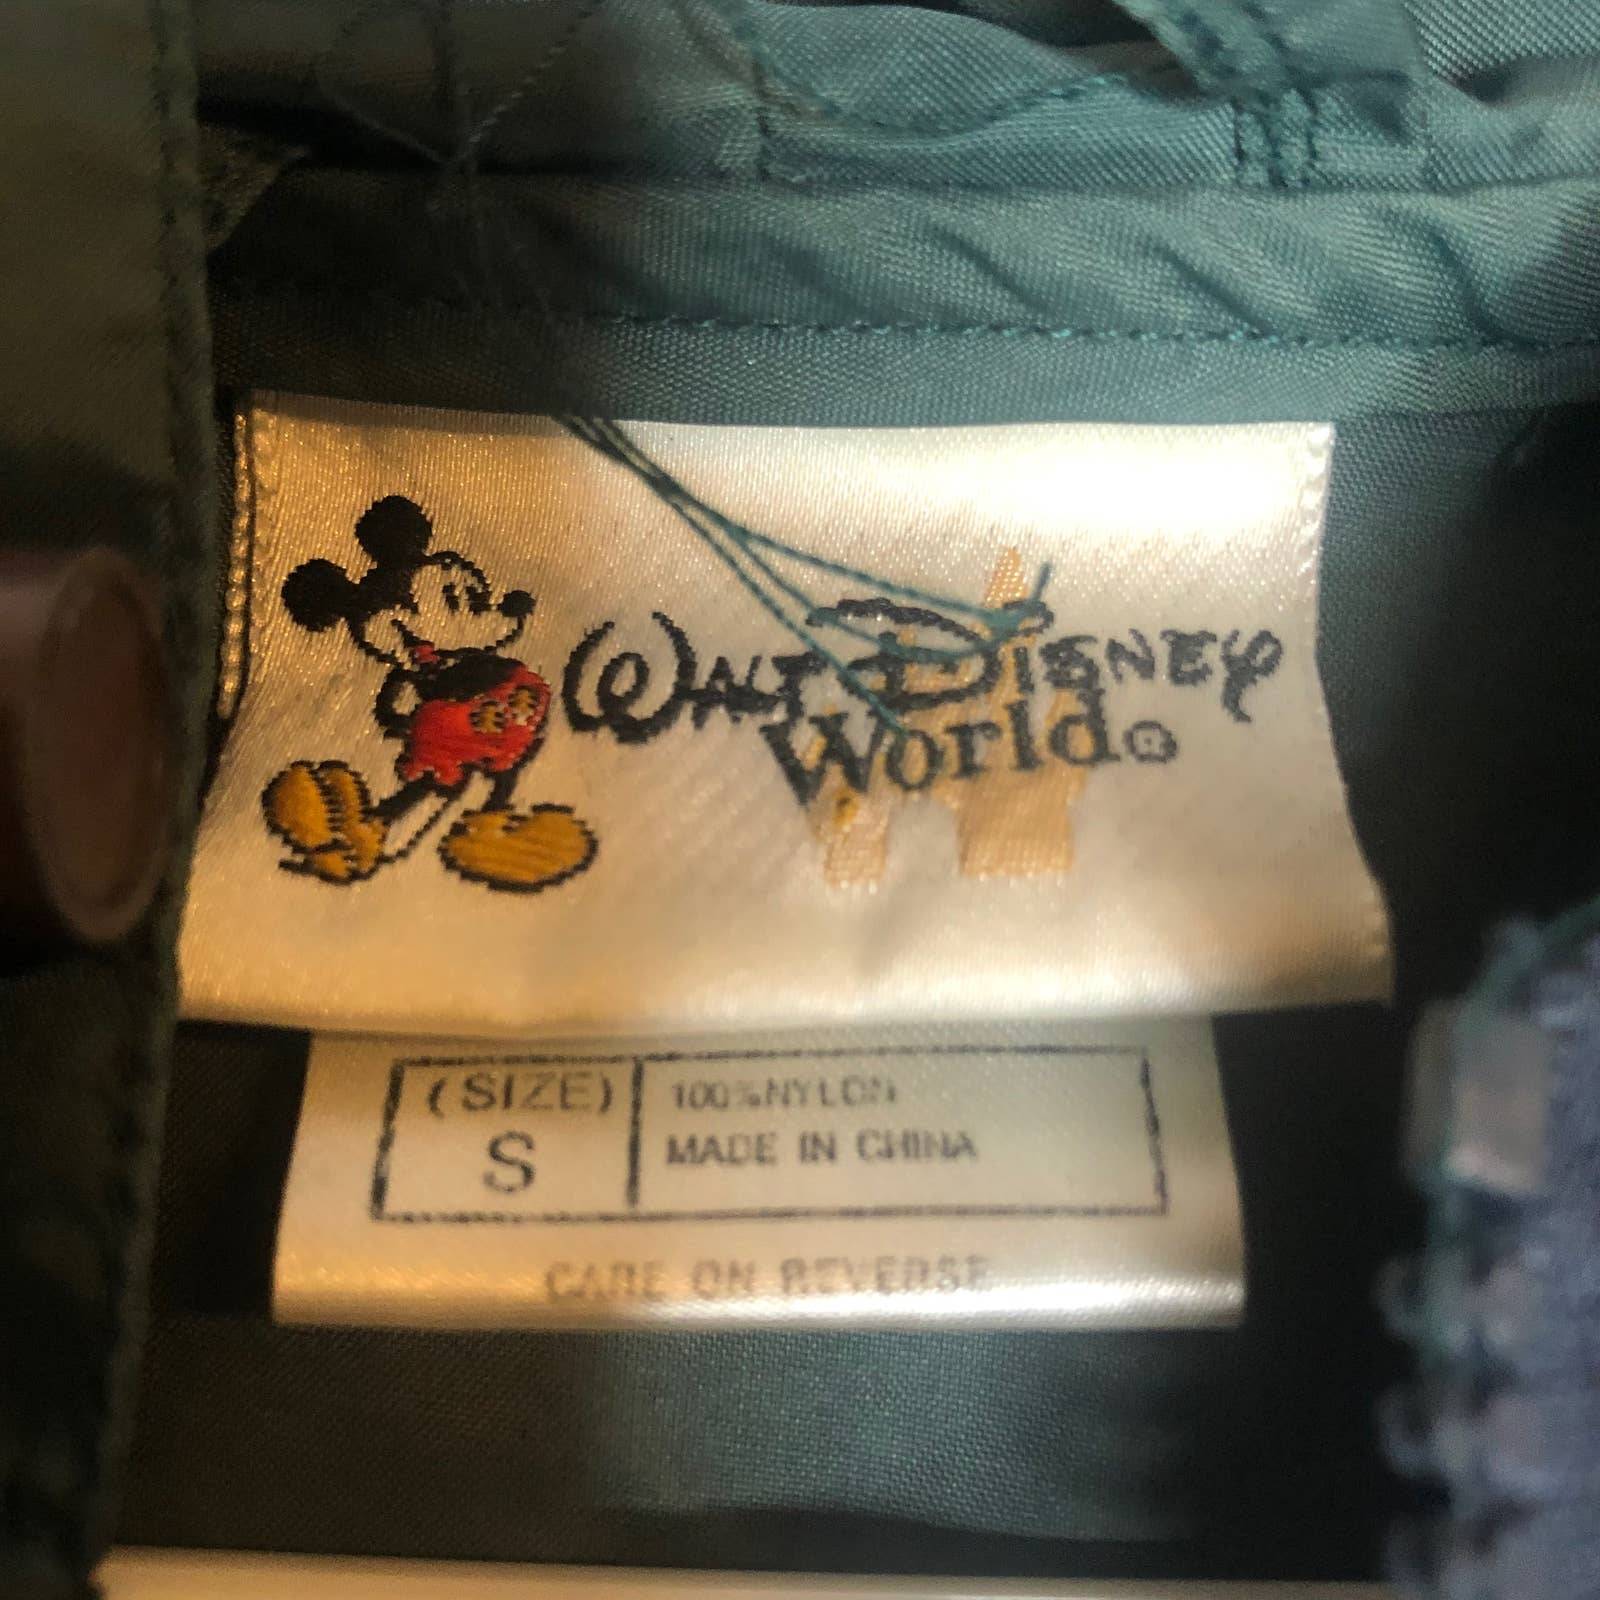 WALT DISNEY
World®
(SIZE)
S
100%NYLON
MADE IN CHINA
CARE ON REVERSE